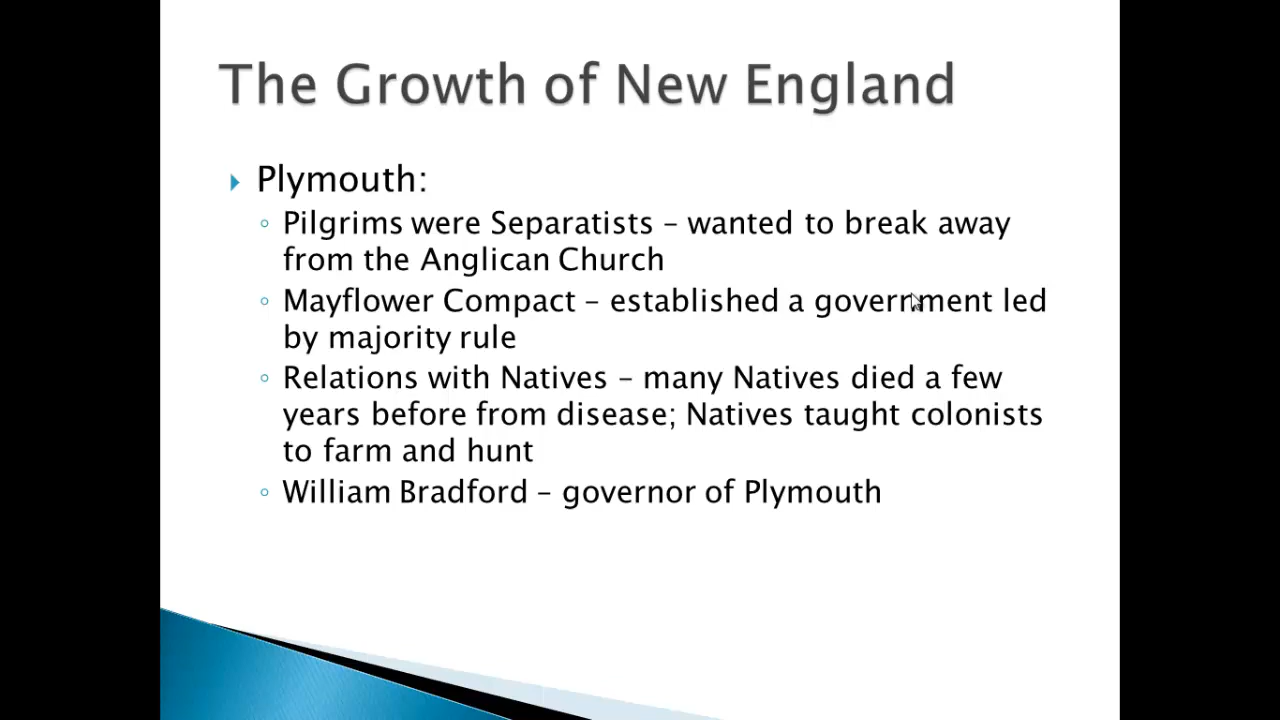 The Growth of New England
Plymouth:
Pilgrims were Separatists – wanted to break away
from the Anglican Church
Mayflower Compact – established a government led
by majority rule
Relations with Natives – many Natives died a few
years before from disease; Natives taught colonists
to farm and hunt
William Bradford – governor of Plymouth